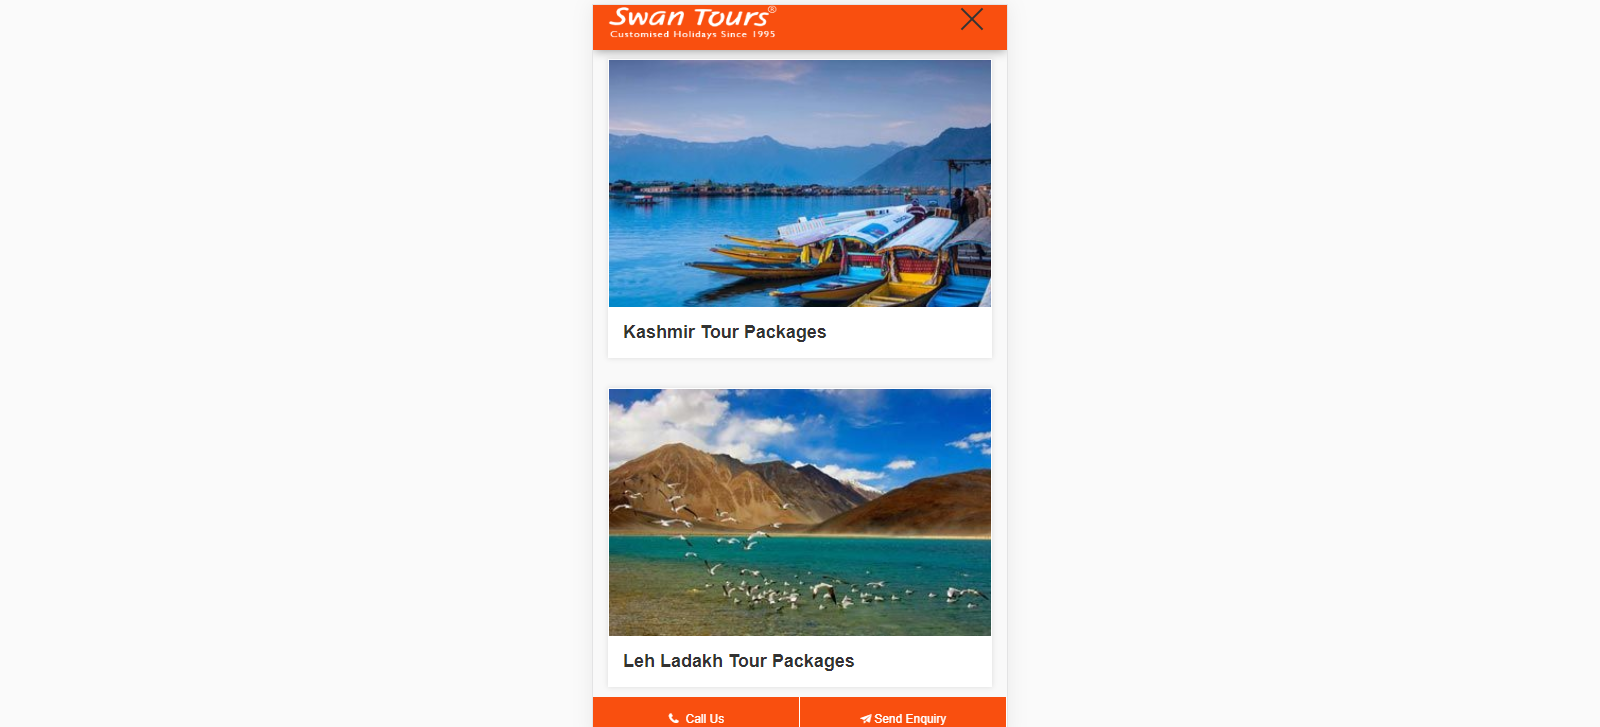 Swan Tours®
Customised Holidays Since 1995
Kashmir Tour Packages
Leh Ladakh Tour Packages
Call Us
Send Enquiry